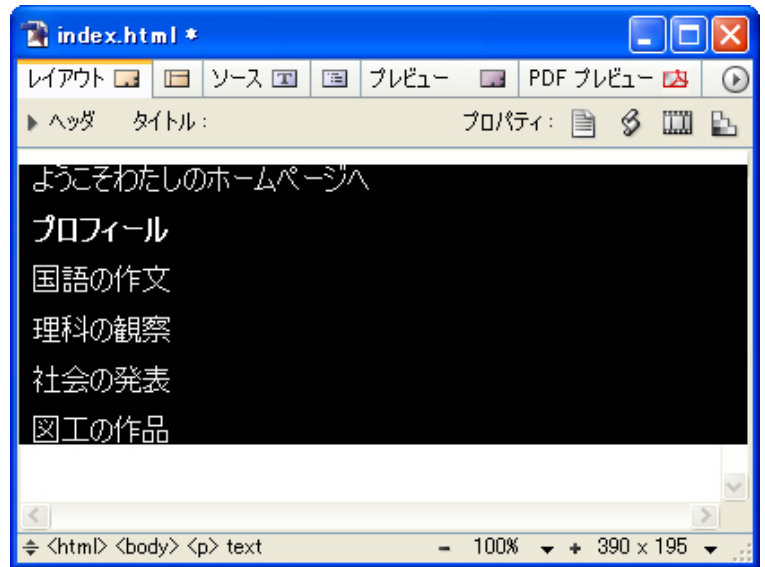 index.html *
レイアウト ソース プレビュー PDF プレビュー
ヘッダ タイトル: プロパティ:
ようこそわたしのホームページへ
プロフィール
国語の作文
理科の観察
社会の発表
図工の作品
<html> <body> <p> text - 100% + 390 x 195